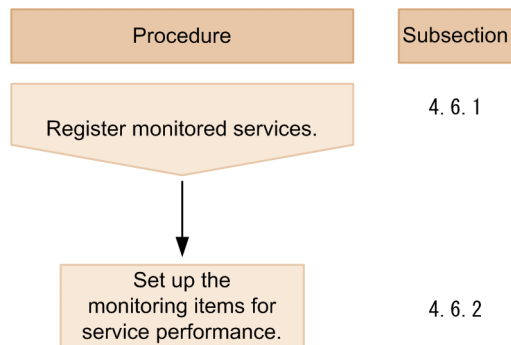 Procedure
Subsection
Register monitored services.
4.6.1
Set up the
monitoring items for
service performance.
4.6.2